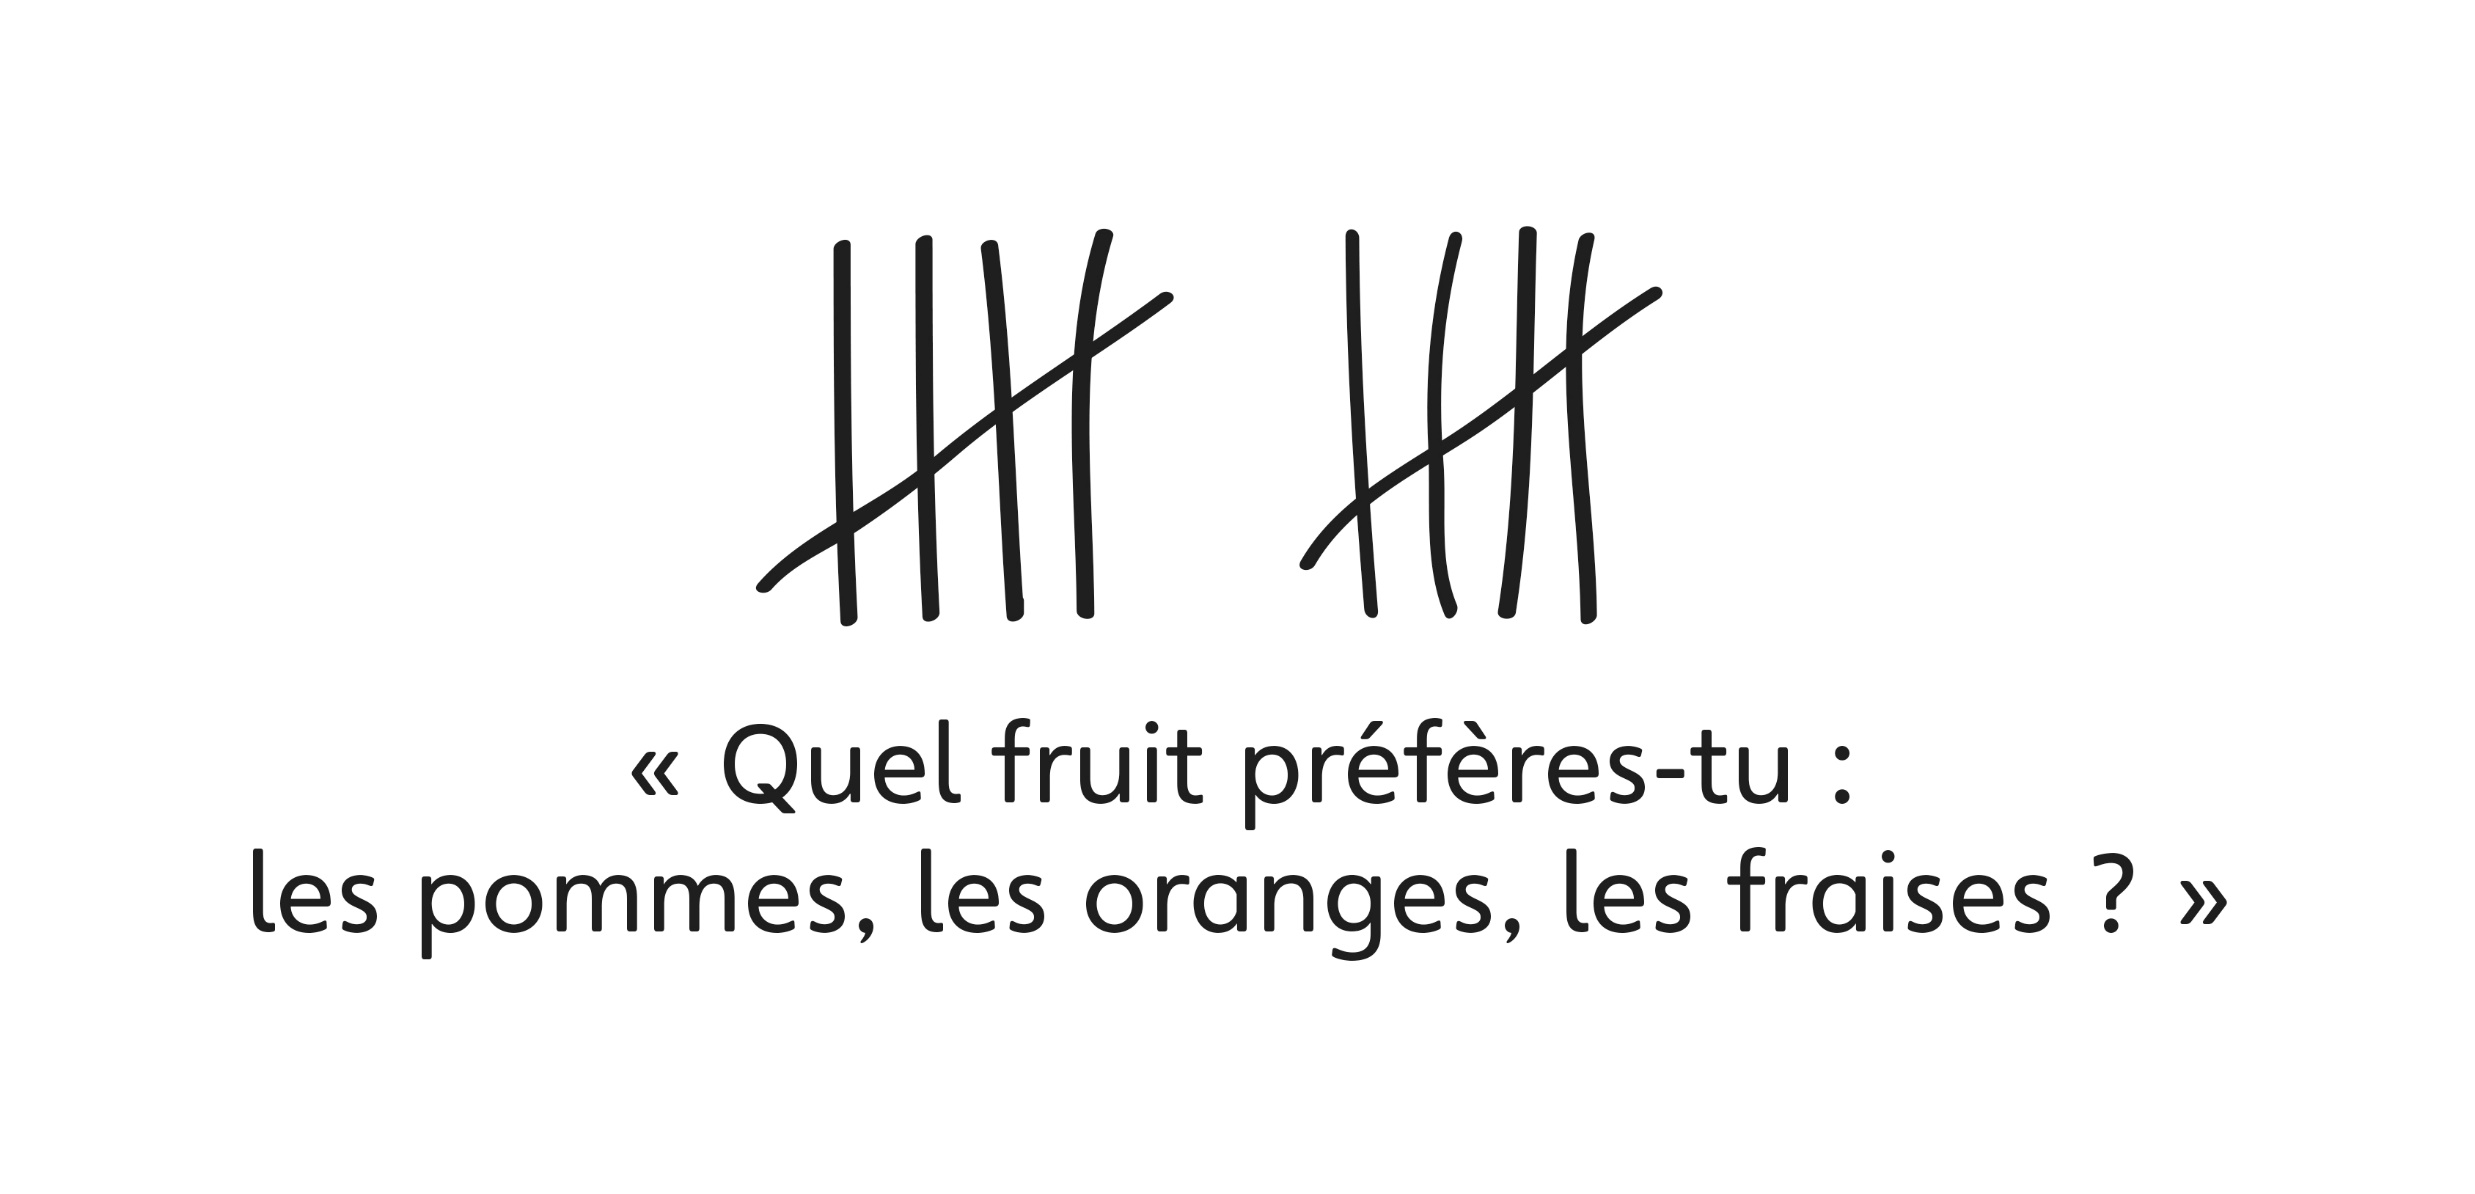 « Quel fruit préfères-tu :
les pommes, les oranges, les fraises ? »